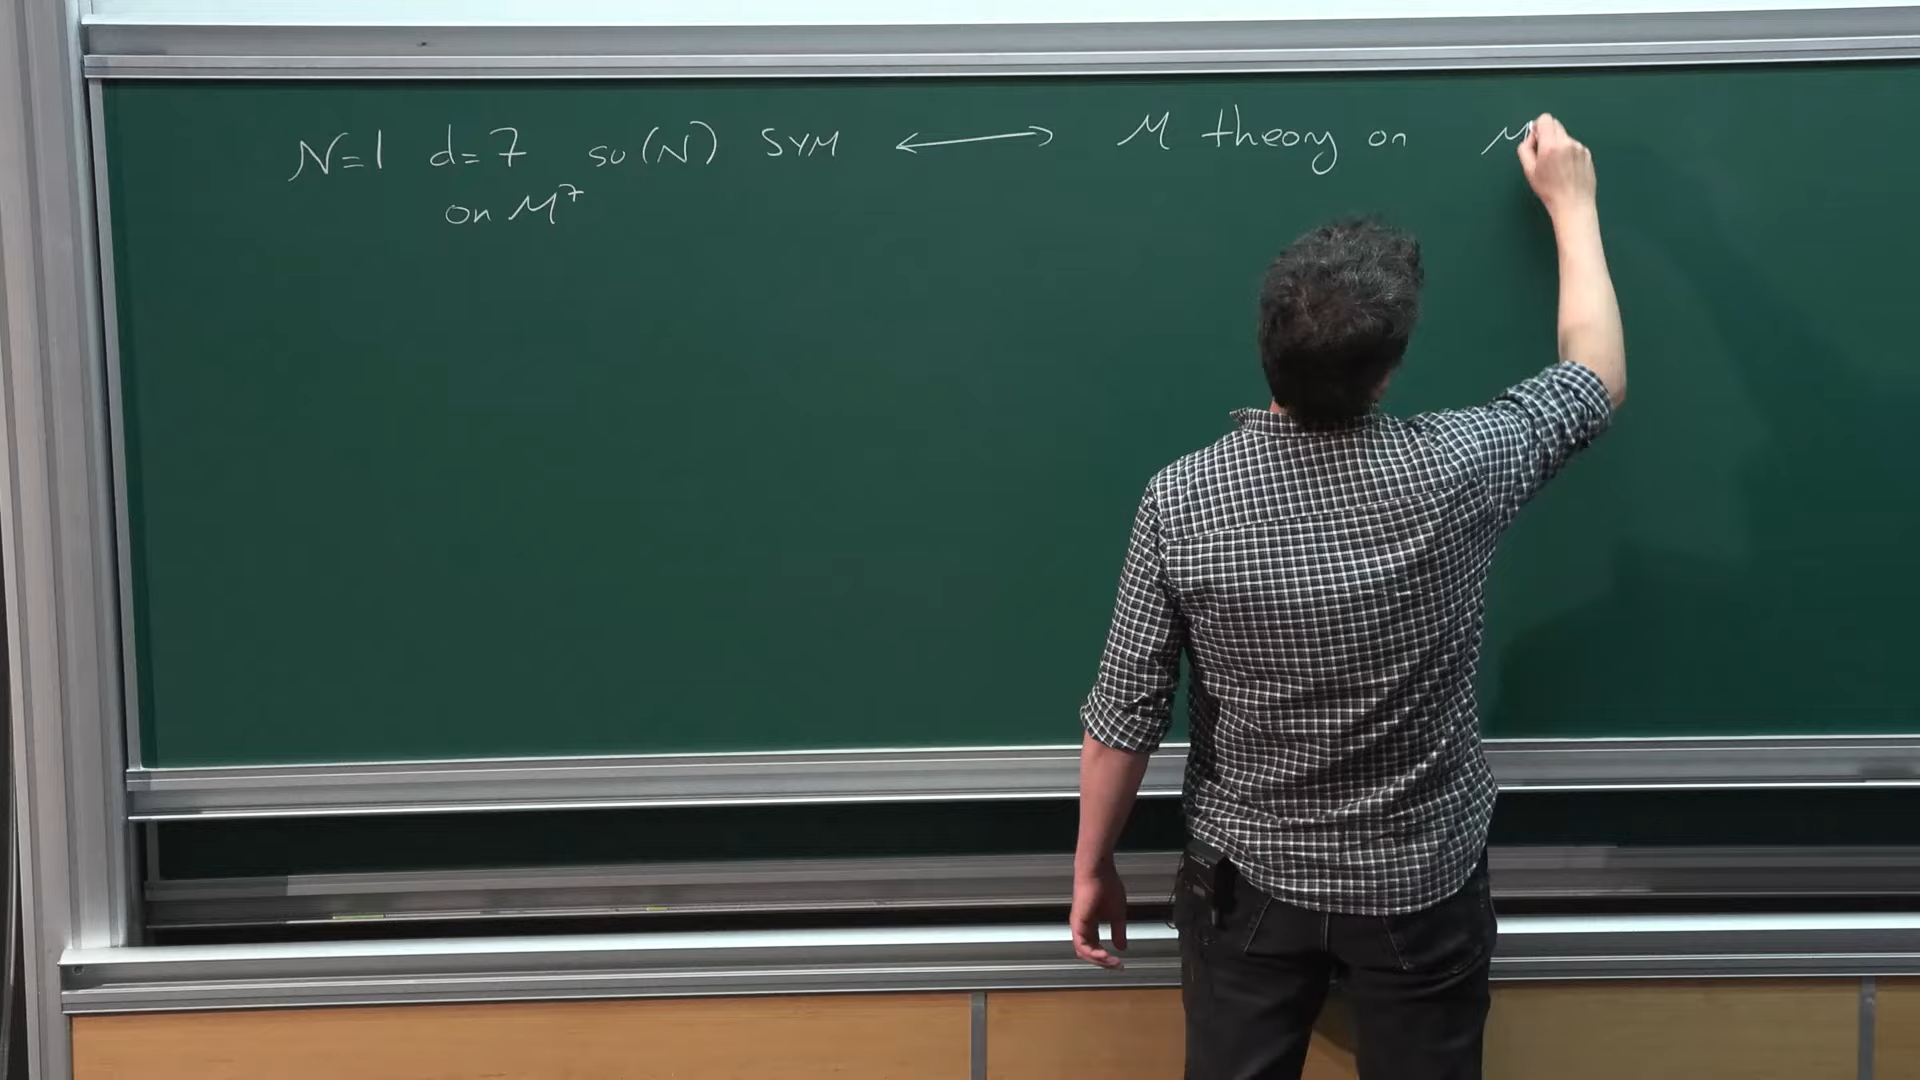 N=1 d=7 su(N) SYM ⟷ M theory on M
on M⁷